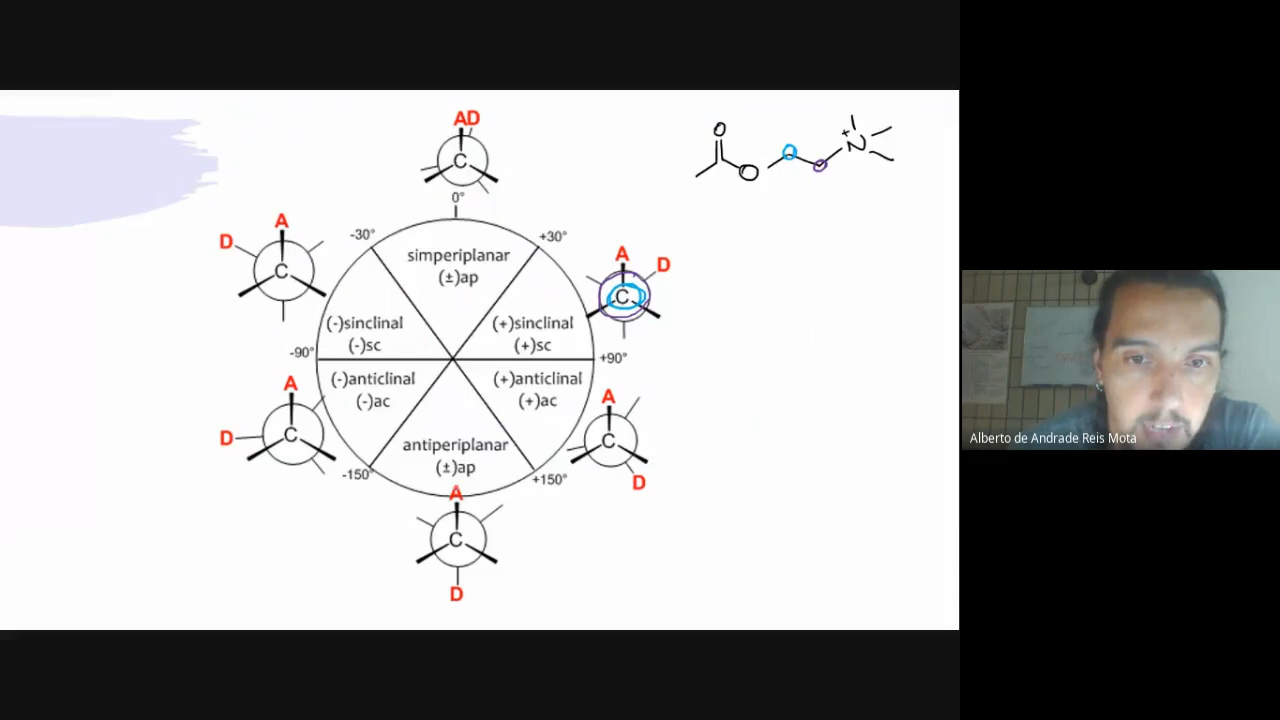 AD
C
0°
O
+
N
O
A
D
C
-30°
+30°
simperiplanar
(±)ap
A
D
C
(-)sinclinal
(-)sc
(+)sinclinal
(+)sc
-90°
+90°
(-)anticlinal
(-)ac
(+)anticlinal
(+)ac
A
D
C
A
C
D
antiperiplanar
(±)ap
-150°
+150°
A
C
D
Alberto de Andrade Reis Mota